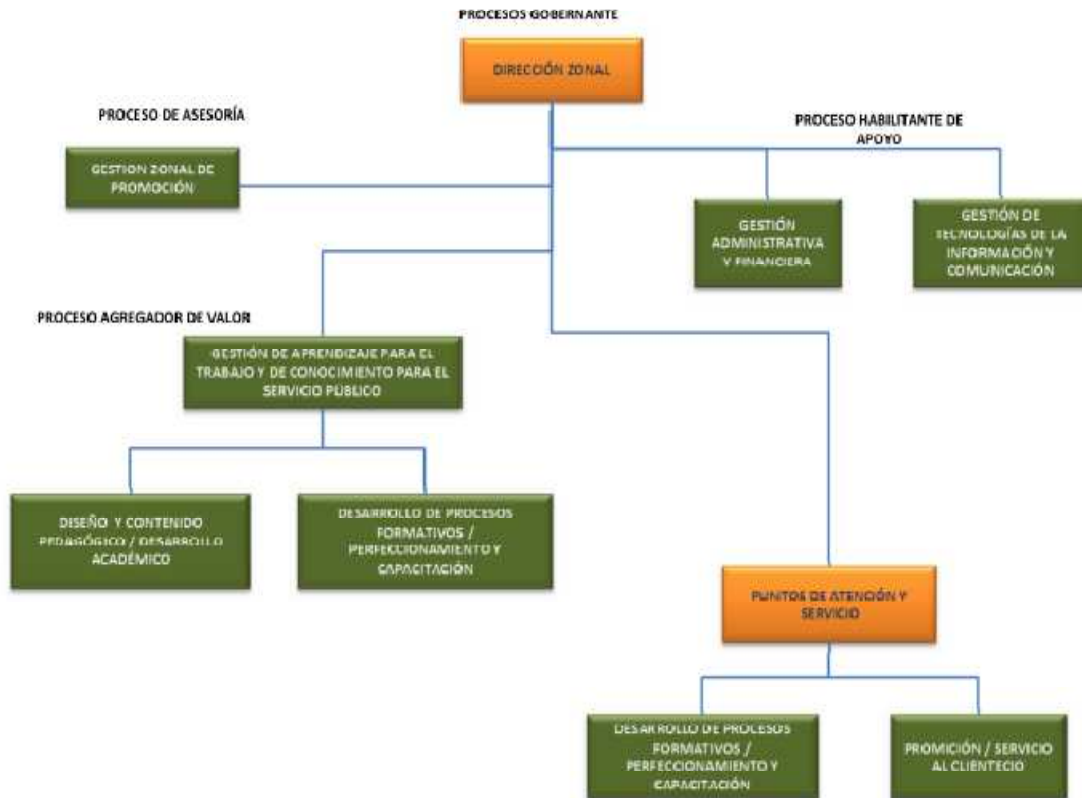 PROCESOS GOBERNANTE
DIRECCIÓN ZONAL
PROCESO DE ASESORÍA
GESTION ZONAL DE
PROMOCIÓN
PROCESO HABILITANTE DE
APOYO
GESTIÓN
ADMINISTRATIVA
Y FINANCIERA
GESTIÓN DE
TECNOLOGÍAS DE LA
INFORMACIÓN Y
COMUNICACIÓN
PROCESO AGREGADOR DE VALOR
GESTIÓN DE APRENDIZAJE PARA EL
TRABAJO Y DE CONOCIMIENTO PARA EL
SERVICIO PÚBLICO
DISEÑO Y CONTENIDO
PEDAGÓGICO / DESARROLLO
ACADÉMICO
DESARROLLO DE PROCESOS
FORMATIVOS /
PERFECCIONAMIENTO Y
CAPACITACIÓN
PUNTOS DE ATENCIÓN Y
SERVICIO
DESARROLLO DE PROCESOS
FORMATIVOS /
PERFECCIONAMIENTO Y
CAPACITACIÓN
PROMICIÓN / SERVICIO
AL CLIENTECIO